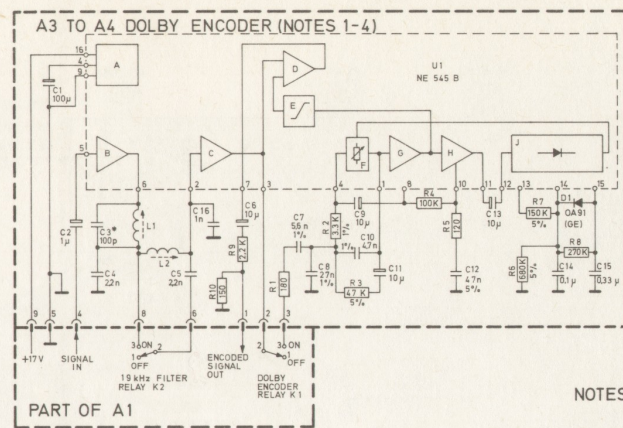 A3 TO A4 DOLBY ENCODER (NOTES 1-4)
16
4
9
A
C1
100µ
U1
NE 545 B
D
E
5
B
C
F
G
H
J
6
2
7
3
4
1
8
10
11
12
13
14
15
C2
1µ
C3*
100p
L1
L2
C4
2,2n
C5
2,2n
C16
1n
C6
10µ
R9
2,2K
R10
150
C7
5,6n
1%
R1
180
C8
27n
1%
R2
3,3K
1%
C9
10µ
C10
4,7n
1%
R3
47K
5%
C11
10µ
R4
100K
R5
120
C12
47n
5%
C13
10µ
R7
150K
5%
D1
OA91
(GE)
R8
270K
R6
680K
5%
C14
0,1µ
C15
0,33µ
9
5
4
8
6
1
2
3
+17V
SIGNAL
IN
3 ON
2
1
OFF
19 kHz FILTER
RELAY K2
ENCODED
SIGNAL
OUT
2
3 ON
1
OFF
DOLBY
ENCODER
RELAY K1
PART OF A1
NOTES